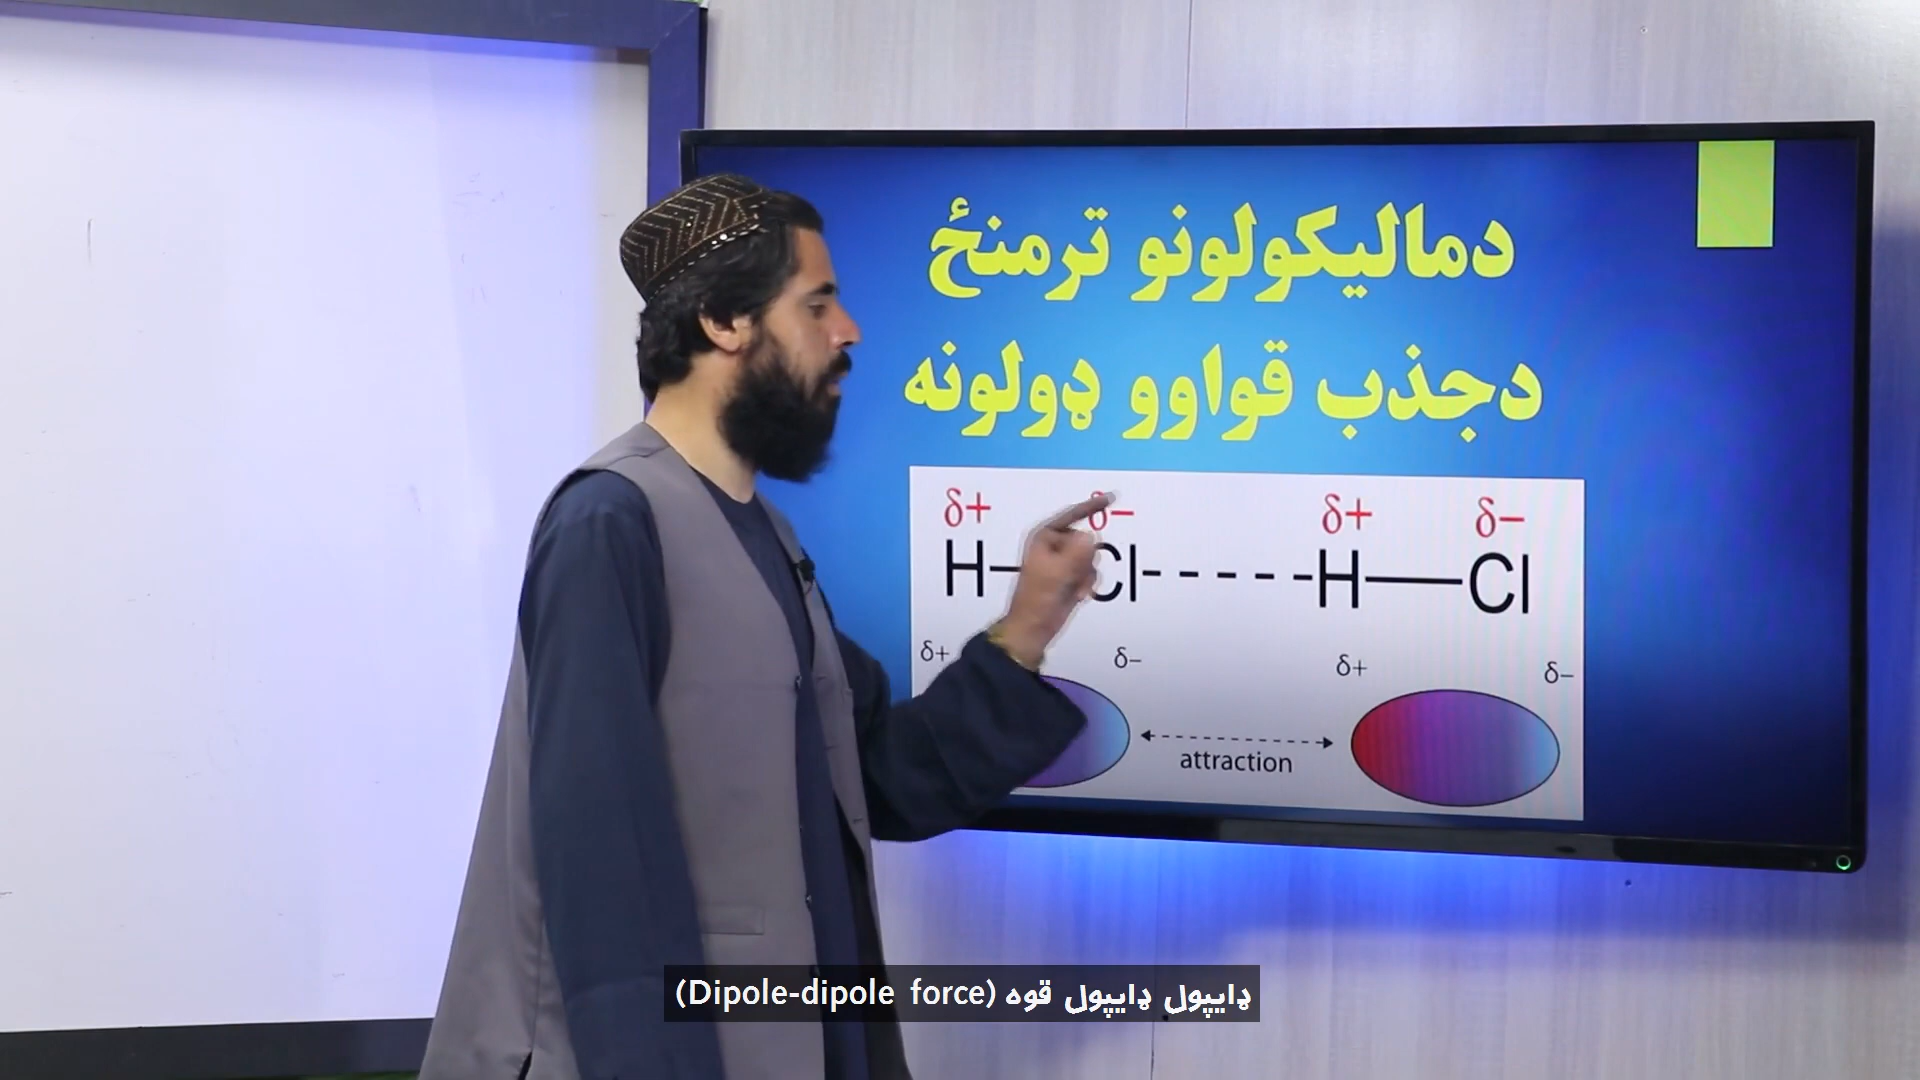 دمالیکولونو ترمنځ
دجذب قواوو ډولونه
δ+ δ− δ+ δ−
H—Cl-----H—Cl
δ+ δ− δ+ δ−
attraction
ډایپول ډایپول قوه (Dipole-dipole force)